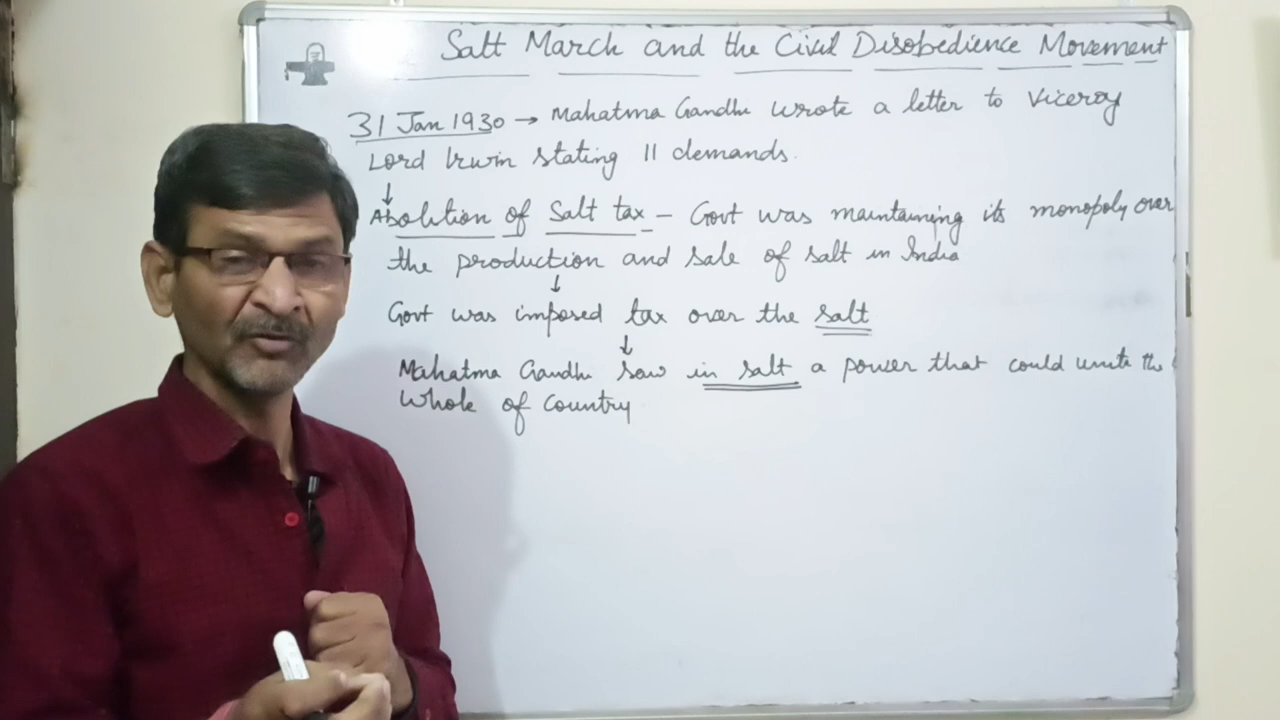 Salt March and the Civil Disobedience Movement
31 Jan 1930 → Mahatma Gandhi wrote a letter to Viceroy
Lord Irwin stating 11 demands.
↓
Abolition of Salt tax – Govt was maintaining its monopoly over
the production and sale of salt in India
↓
Govt was imposed tax over the salt
↓
Mahatma Gandhi saw in salt a power that could unite the
whole of country